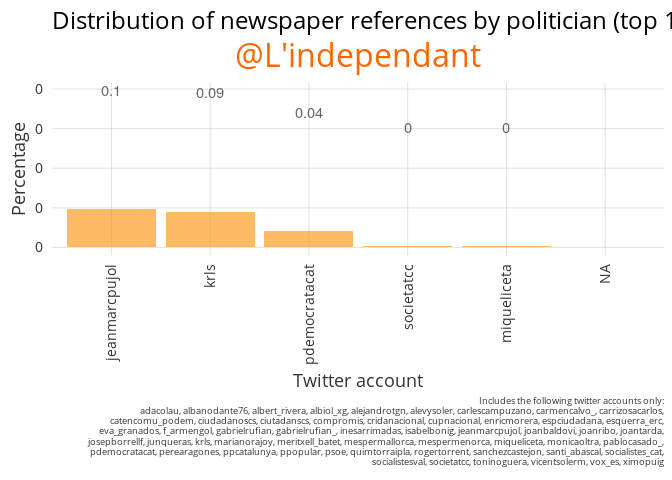 Distribution of newspaper references by politician (top 1
@L'independant
Percentage
0
0
0
0
0
0.1
0.09
0.04
0
0
jeanmarcpujol
krls
pdemocratacat
societatcc
miqueliceta
NA
Twitter account
Includes the following twitter accounts only:
adacolau, albanodante76, albert_rivera, albiol_xg, alejandrotgn, alevysoler, carlescampuzano, carmencalvo_, carrizosacarlos,
catencomu_podem, ciudadanoscs, ciutadanscs, compromis, cridanacional, cupnacional, enricmorera, espciudadana, esquerra_erc,
eva_granados, f_armengol, gabrielrufian, gabrielrufian_, inesarrimadas, isabelbonig, jeanmarcpujol, joanbaldovi, joanribo, joantarda,
josepborrellf, junqueras, krls, marianorajoy, meritxell_batet, mespermallorca, mespermenorca, miqueliceta, monicaoltra, pablocasado_,
pdemocratacat, perearagones, ppcatalunya, ppopular, psoe, quimtorraipla, rogertorrent, sanchezcastejon, santi_abascal, socialistes_cat,
socialistesval, societatcc, toninoguera, vicentsolerm, vox_es, ximopuig